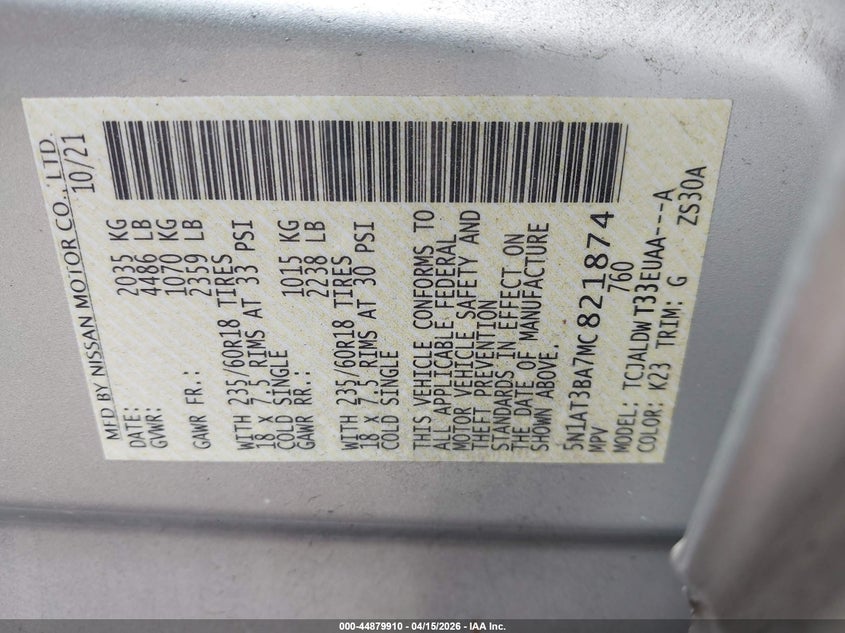 MFD BY NISSAN MOTOR CO., LTD.
DATE: 10/21
GVWR: 2035 KG
4486 LB
GAWR FR.: 1070 KG
2359 LB
WITH 235/60R18 TIRES
18 X 7.5 RIMS AT 33 PSI
COLD SINGLE
GAWR RR.: 1015 KG
2238 LB
WITH 235/60R18 TIRES
18 X 7.5 RIMS AT 30 PSI
COLD SINGLE
THIS VEHICLE CONFORMS TO
ALL APPLICABLE FEDERAL
MOTOR VEHICLE SAFETY AND
THEFT PREVENTION
STANDARDS IN EFFECT ON
THE DATE OF MANUFACTURE
SHOWN ABOVE.
5N1AT3BA7MC821874
MPV 760
MODEL: TCJALDWT33EUAA---A
COLOR: K23 TRIM: G ZS30A
000-44879910 - 04/15/2026 - IAA Inc.